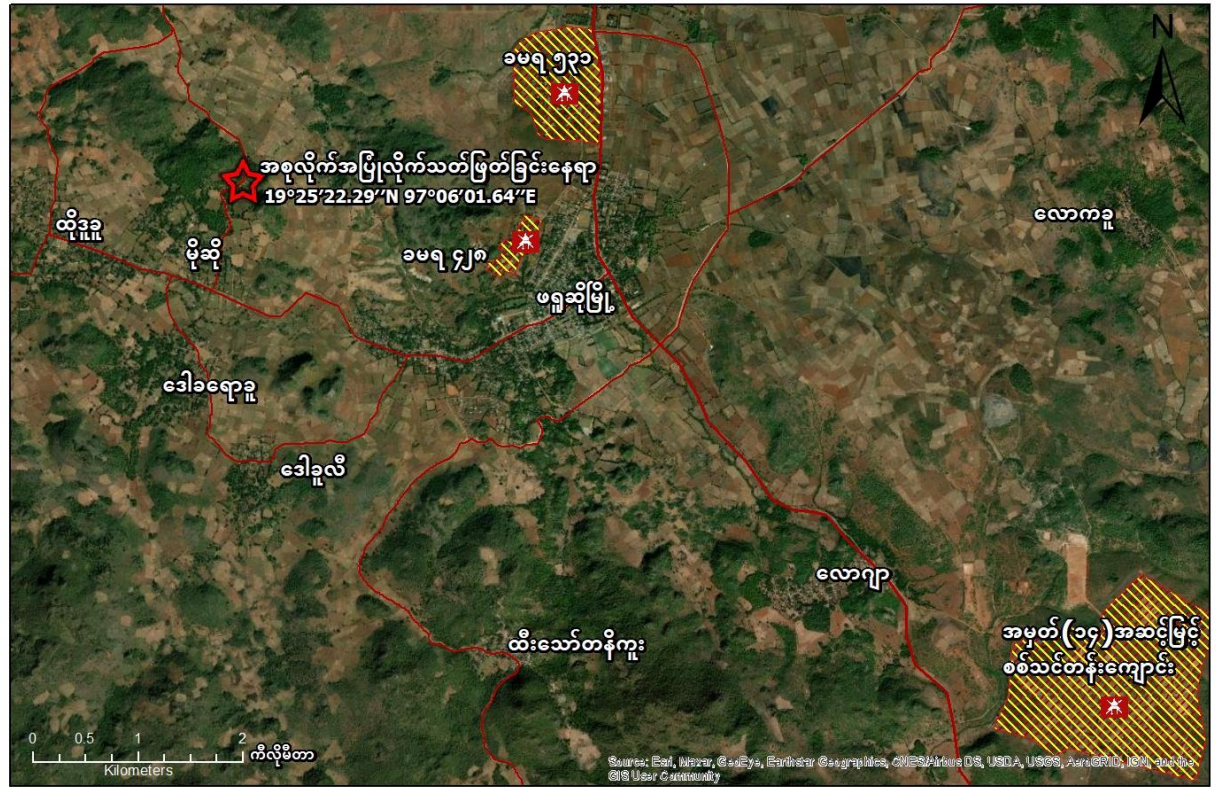 N
ခမရ ၅၃၁
အစုလိုက်အပြုံလိုက်သတ်ဖြတ်ခြင်းနေရာ
19°25′22.29′′N 97°06′01.64′′E
လောကခူ
ထိုဒူခူ
မိုဆို
ခမရ ၄၂၈
ဖရူဆိုမြို့
ဒေါခရောခူ
ဒေါခူလီ
လောဂျာ
ထီးသော်တနိကူး
အမှတ်(၁၄)အဆင့်မြင့်
စစ်သင်တန်းကျောင်း
0 0.5 1 2
ကီလိုမီတာ
Kilometers
Source: Esri, Maxar, GeoEye, Earthstar Geographics, CNES/Airbus DS, USDA, USGS, AeroGRID, IGN, and the
GIS User Community